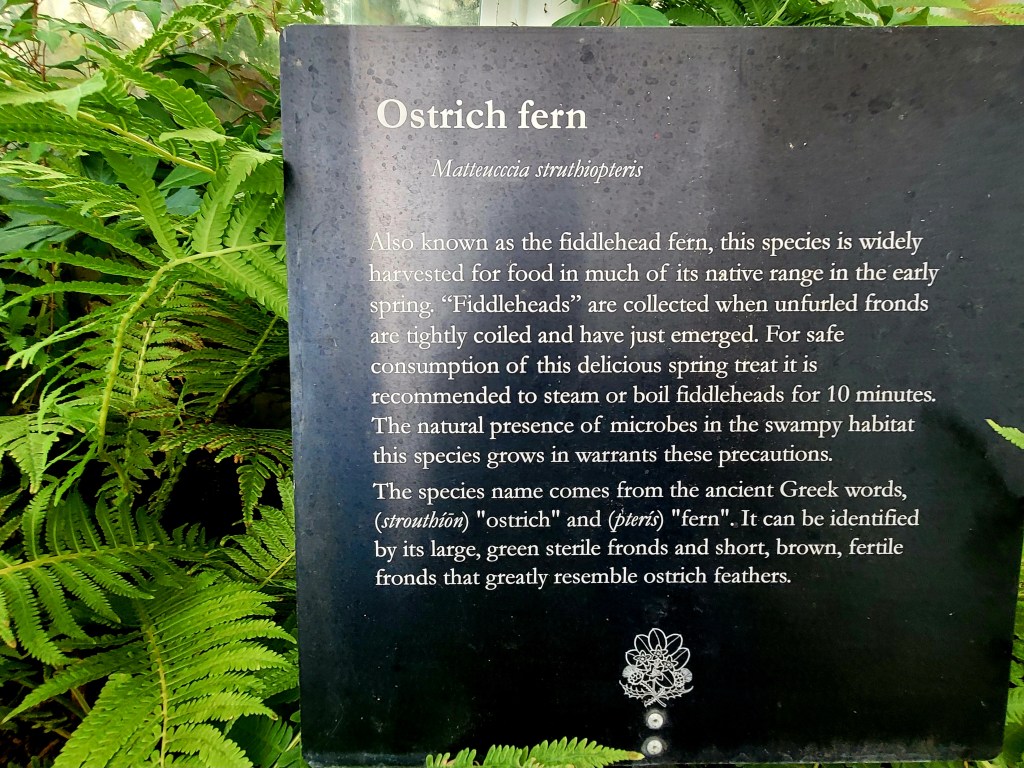 Ostrich fern
Matteucccia struthiopteris
Also known as the fiddlehead fern, this species is widely
harvested for food in much of its native range in the early
spring. “Fiddleheads” are collected when unfurled fronds
are tightly coiled and have just emerged. For safe
consumption of this delicious spring treat it is
recommended to steam or boil fiddleheads for 10 minutes.
The natural presence of microbes in the swampy habitat
this species grows in warrants these precautions.
The species name comes from the ancient Greek words,
(strouthíōn) "ostrich" and (pterís) "fern". It can be identified
by its large, green sterile fronds and short, brown, fertile
fronds that greatly resemble ostrich feathers.